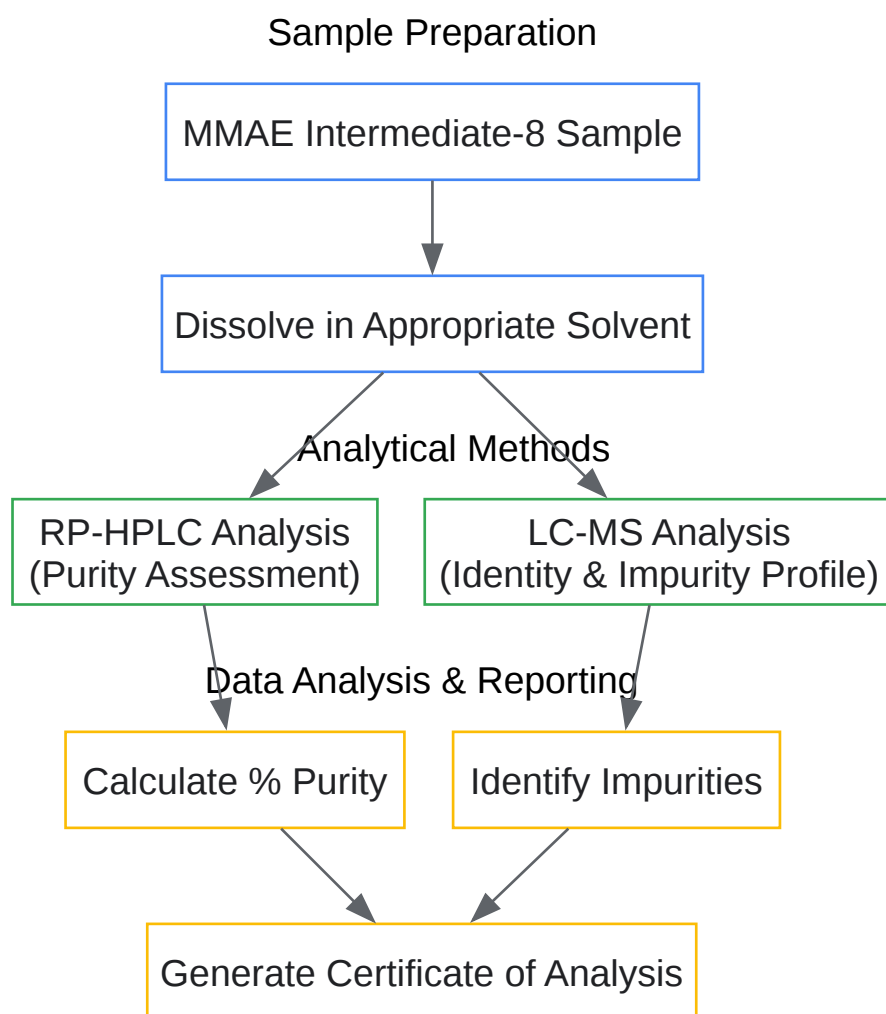 Sample Preparation
MMAE Intermediate-8 Sample
Dissolve in Appropriate Solvent
Analytical Methods
RP-HPLC Analysis
(Purity Assessment)
LC-MS Analysis
(Identity & Impurity Profile)
Data Analysis & Reporting
Calculate % Purity
Identify Impurities
Generate Certificate of Analysis